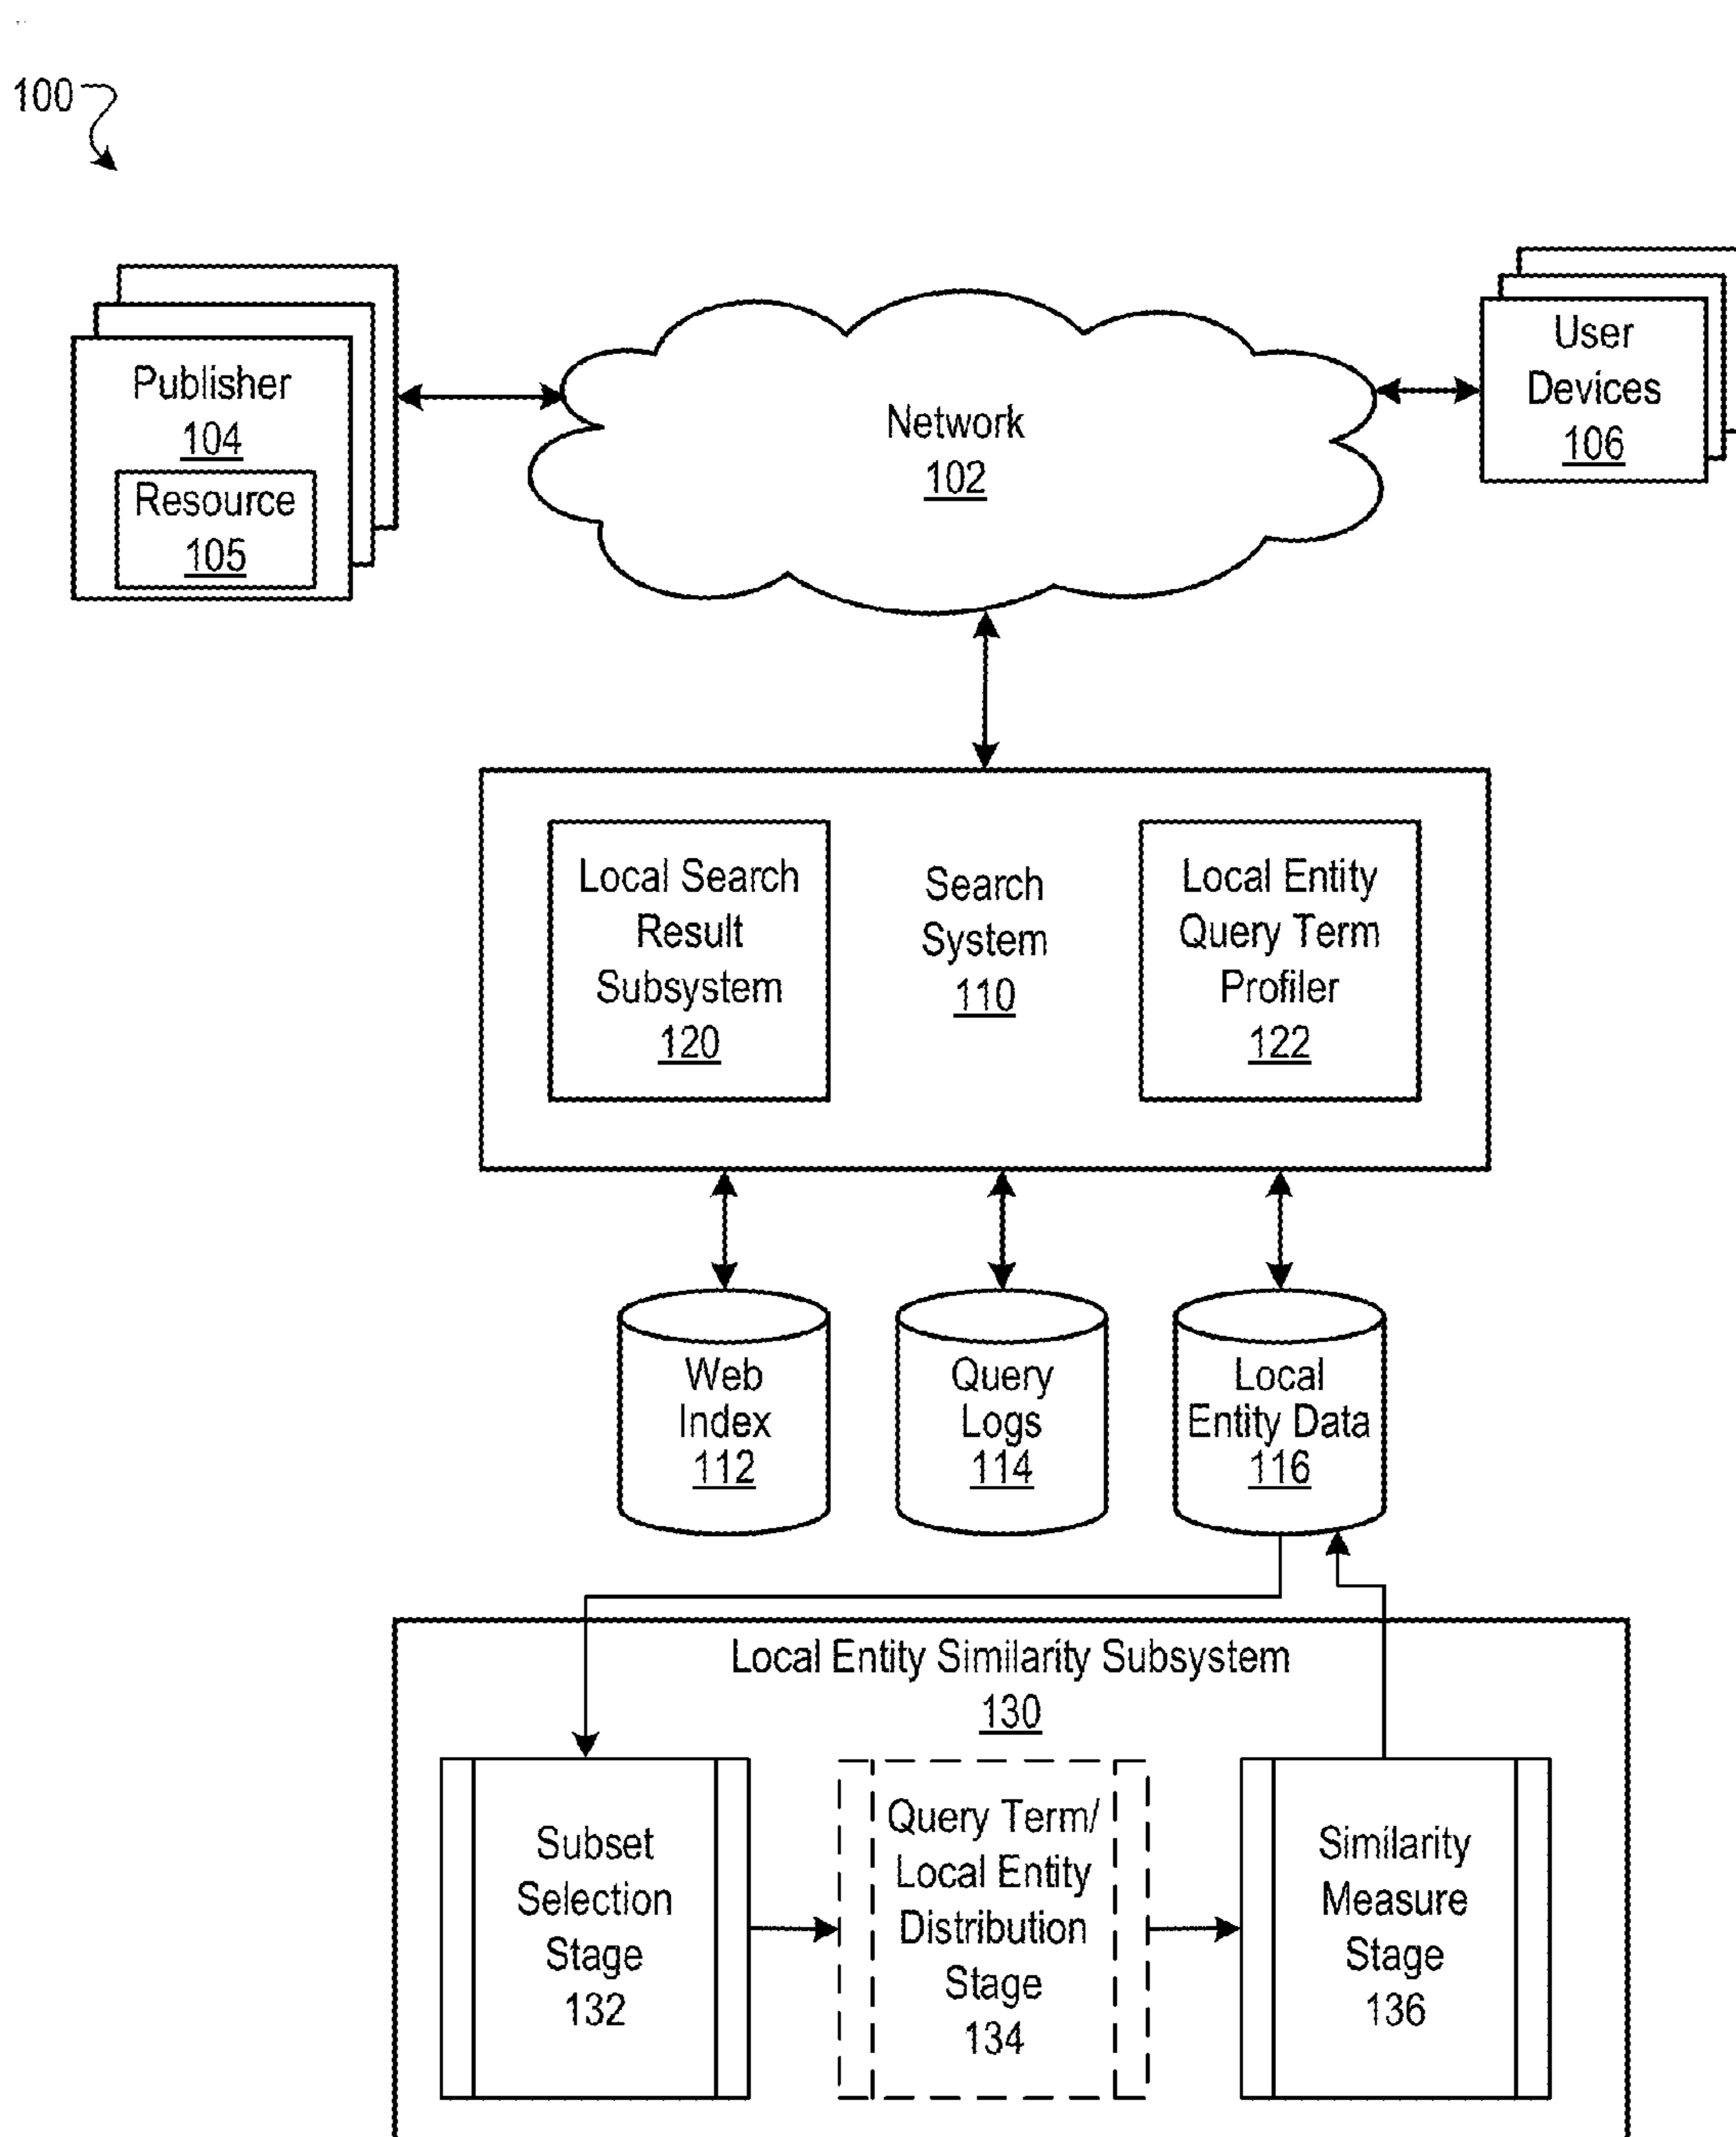 100
Publisher
104
Resource
105
Network
102
User
Devices
106
Local Search
Result
Subsystem
120
Search
System
110
Local Entity
Query Term
Profiler
122
Web
Index
112
Query
Logs
114
Local
Entity Data
116
Local Entity Similarity Subsystem
130
Subset
Selection
Stage
132
Query Term/
Local Entity
Distribution
Stage
134
Similarity
Measure
Stage
136